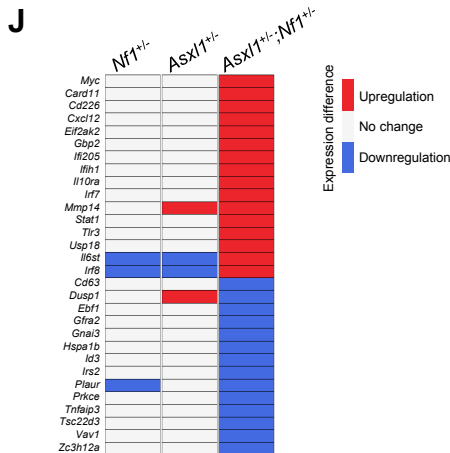 J
Nf1+/-
Asxl1+/-
Asxl1+/-;Nf1+/-
Myc
Card11
Cd226
Cxcl12
Eif2ak2
Gbp2
Ifi205
Ifih1
Il10ra
Irf7
Mmp14
Stat1
Tlr3
Usp18
Il6st
Irf8
Cd63
Dusp1
Ebf1
Gfra2
Gnai3
Hspa1b
Id3
Irs2
Plaur
Prkce
Tnfaip3
Tsc22d3
Vav1
Zc3h12a
Expression difference
Upregulation
No change
Downregulation